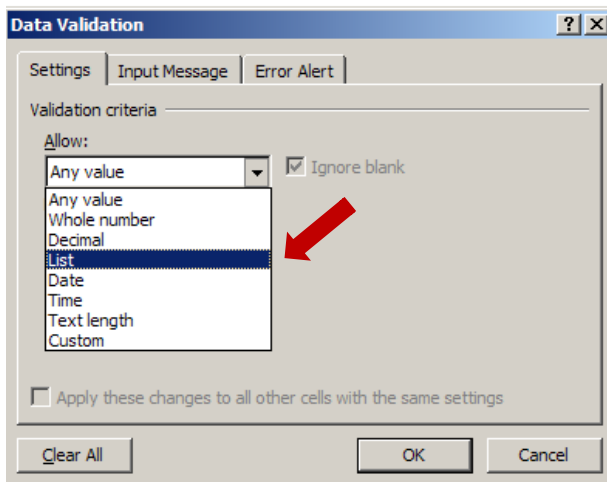 Data Validation ? X
Settings Input Message Error Alert
Validation criteria
Allow:
Any value Ignore blank
Any value
Whole number
Decimal
List
Date
Time
Text length
Custom
Apply these changes to all other cells with the same settings
Clear All OK Cancel